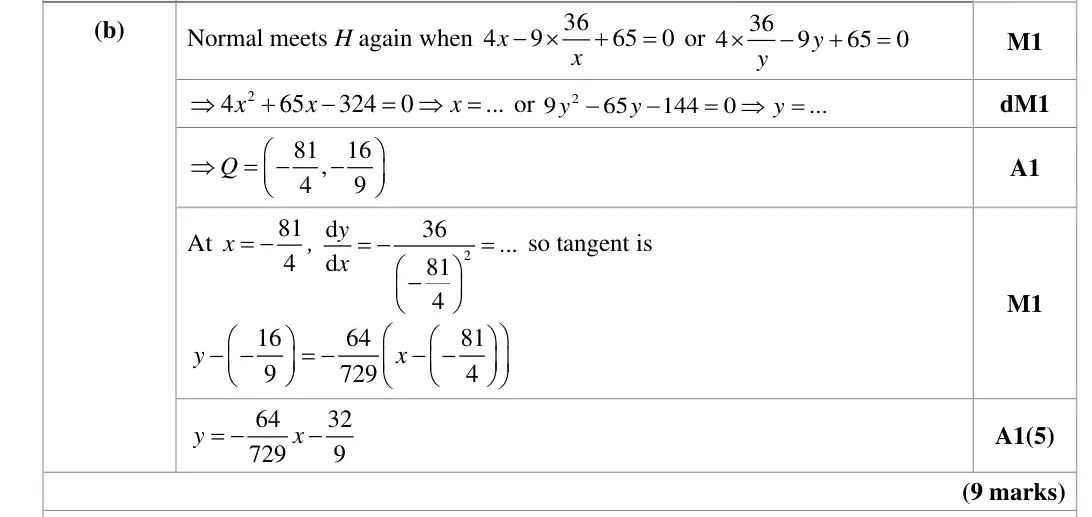 (b) Normal meets H again when 4x − 9 × 36/x + 65 = 0 or 4 × 36/y − 9y + 65 = 0 M1
⇒ 4x² + 65x − 324 = 0 ⇒ x = ... or 9y² − 65y − 144 = 0 ⇒ y = ... dM1
⇒ Q = (−81/4, −16/9) A1
At x = −81/4, dy/dx = −36/(−81/4)² = ... so tangent is
y − (−16/9) = −64/729 (x − (−81/4)) M1
y = −64/729 x − 32/9 A1(5)
(9 marks)